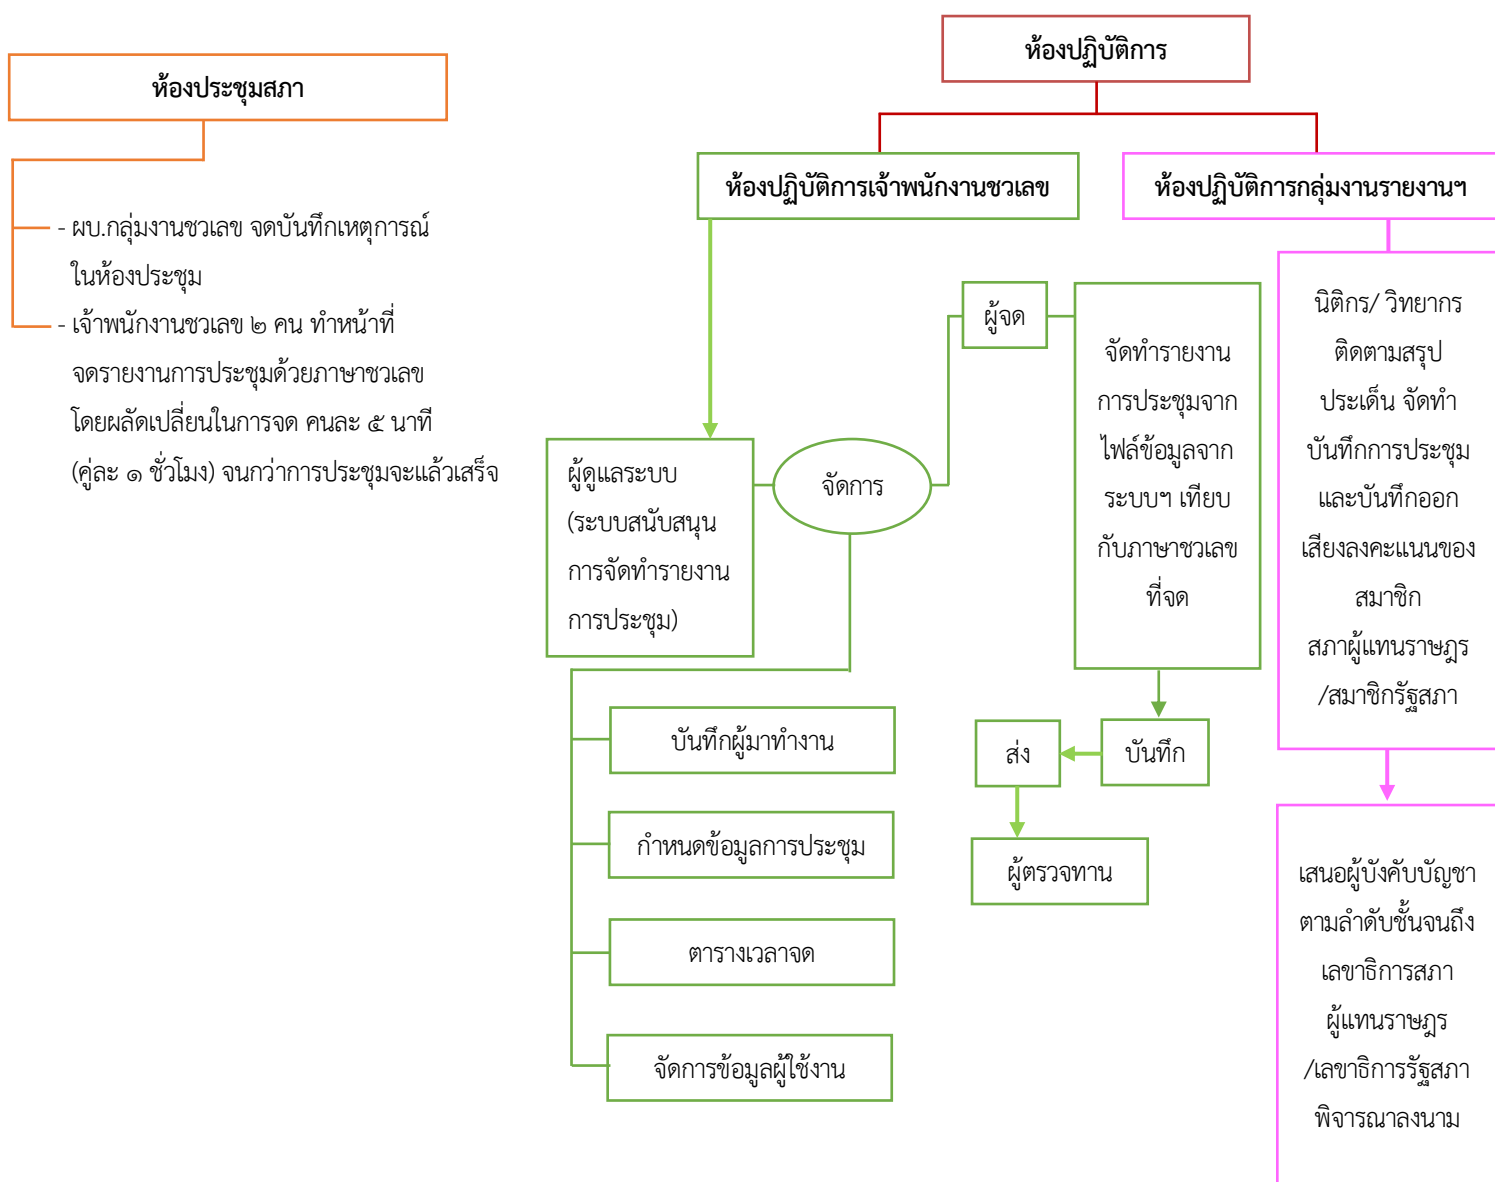 ห้องประชุมสภา
- ผบ.กลุ่มงานชวเลข จดบันทึกเหตุการณ์
ในห้องประชุม
- เจ้าพนักงานชวเลข ๒ คน ทำหน้าที่
จดรายงานการประชุมด้วยภาษาชวเลข
โดยผลัดเปลี่ยนในการจด คนละ ๕ นาที
(คู่ละ ๑ ชั่วโมง) จนกว่าการประชุมจะแล้วเสร็จ
ห้องปฏิบัติการ
ห้องปฏิบัติการเจ้าพนักงานชวเลข
ผู้ดูแลระบบ
(ระบบสนับสนุน
การจัดทำรายงาน
การประชุม)
จัดการ
บันทึกผู้มาทำงาน
กำหนดข้อมูลการประชุม
ตารางเวลาจด
จัดการข้อมูลผู้ใช้งาน
ผู้จด
จัดทำรายงาน
การประชุมจาก
ไฟล์ข้อมูลจาก
ระบบฯ เทียบ
กับภาษาชวเลข
ที่จด
บันทึก
ส่ง
ผู้ตรวจทาน
ห้องปฏิบัติการกลุ่มงานรายงานฯ
นิติกร/ วิทยากร
ติดตามสรุป
ประเด็น จัดทำ
บันทึกการประชุม
และบันทึกออก
เสียงลงคะแนนของ
สมาชิก
สภาผู้แทนราษฎร
/สมาชิกรัฐสภา
เสนอผู้บังคับบัญชา
ตามลำดับชั้นจนถึง
เลขาธิการสภา
ผู้แทนราษฎร
/เลขาธิการรัฐสภา
พิจารณาลงนาม